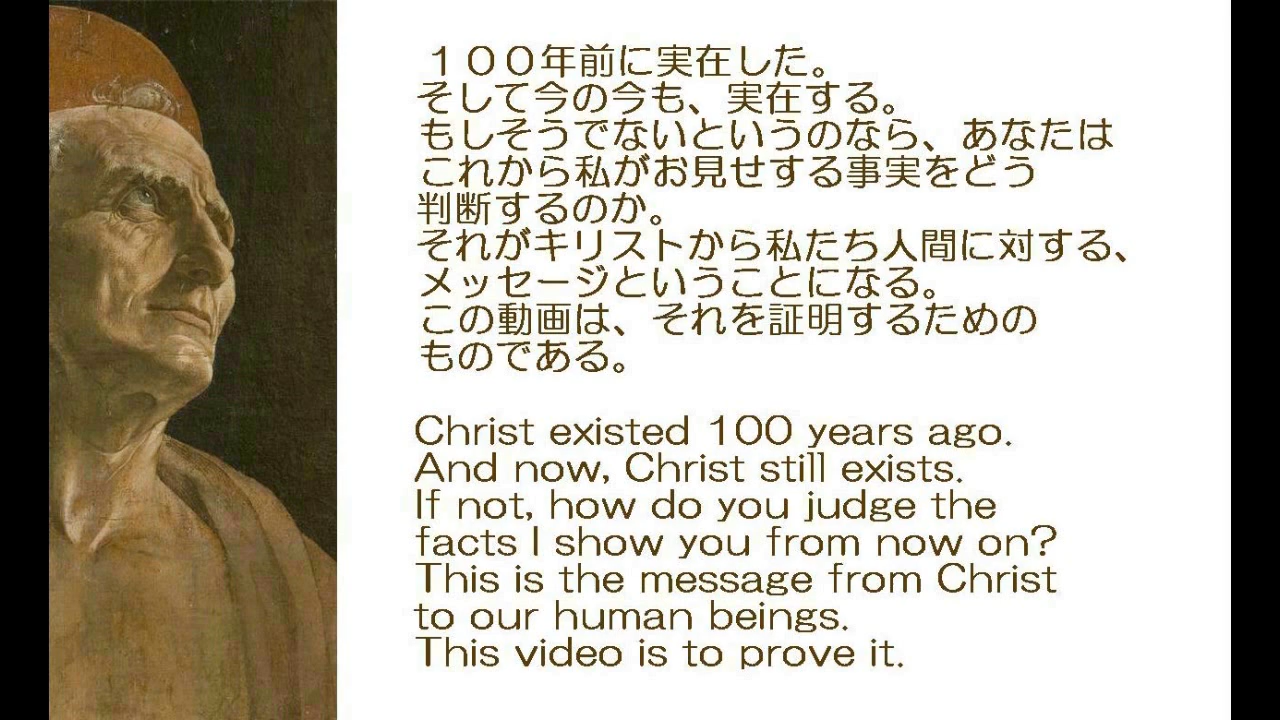 １００年前に実在した。
そして今の今も、実在する。
もしそうでないというのなら、あなたは
これから私がお見せする事実をどう
判断するのか。
それがキリストから私たち人間に対する、
メッセージということになる。
この動画は、それを証明するための
ものである。
Christ existed 100 years ago.
And now, Christ still exists.
If not, how do you judge the
facts I show you from now on?
This is the message from Christ
to our human beings.
This video is to prove it.